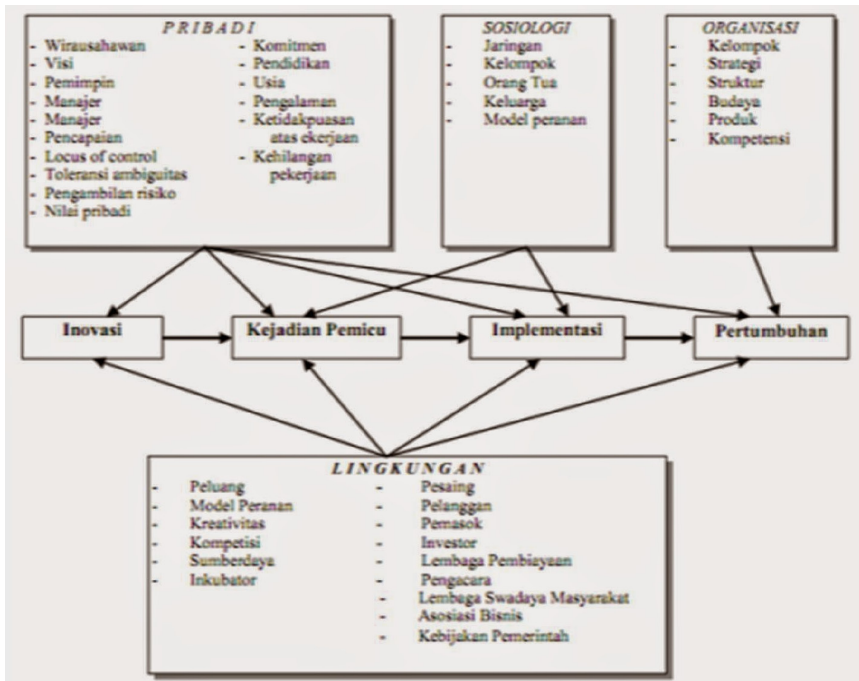 PRIBADI
- Wirausahawan
- Visi
- Pemimpin
- Manajer
- Manajer
- Pencapaian
- Locus of control
- Toleransi ambiguitas
- Pengambilan risiko
- Nilai pribadi
- Komitmen
- Pendidikan
- Usia
- Pengalaman
- Ketidakpuasan
atas ekerjaan
- Kehilangan
pekerjaan
SOSIOLOGI
- Jaringan
- Kelompok
- Orang Tua
- Keluarga
- Model peranan
ORGANISASI
- Kelompok
- Strategi
- Struktur
- Budaya
- Produk
- Kompetensi
Inovasi
Kejadian Pemicu
Implementasi
Pertumbuhan
LINGKUNGAN
- Peluang
- Model Peranan
- Kreativitas
- Kompetisi
- Sumberdaya
- Inkubator
- Pesaing
- Pelanggan
- Pemasok
- Investor
- Lembaga Pembiayaan
- Pengacara
- Lembaga Swadaya Masyarakat
- Asosiasi Bisnis
- Kebijakan Pemerintah